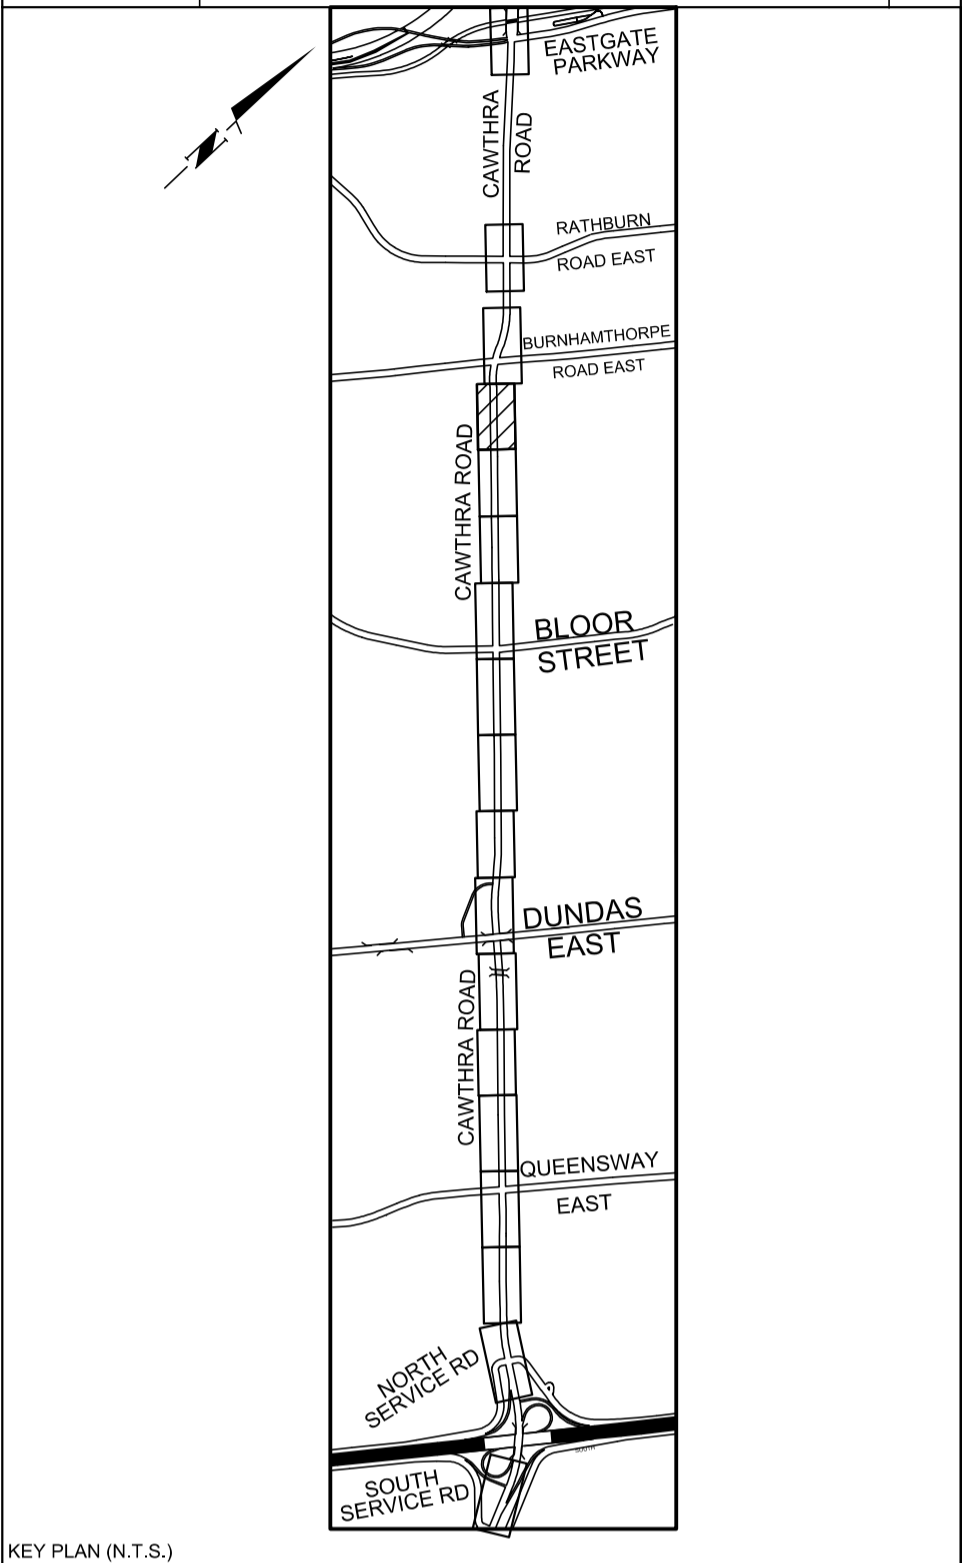 EASTGATE
PARKWAY
CAWTHRA
ROAD
N
RATHBURN
ROAD EAST
BURNHAMTHORPE
ROAD EAST
CAWTHRA ROAD
BLOOR
STREET
DUNDAS
EAST
CAWTHRA ROAD
QUEENSWAY
EAST
NORTH
SERVICE RD
SOUTH
SOUTH
SERVICE RD
KEY PLAN (N.T.S.)